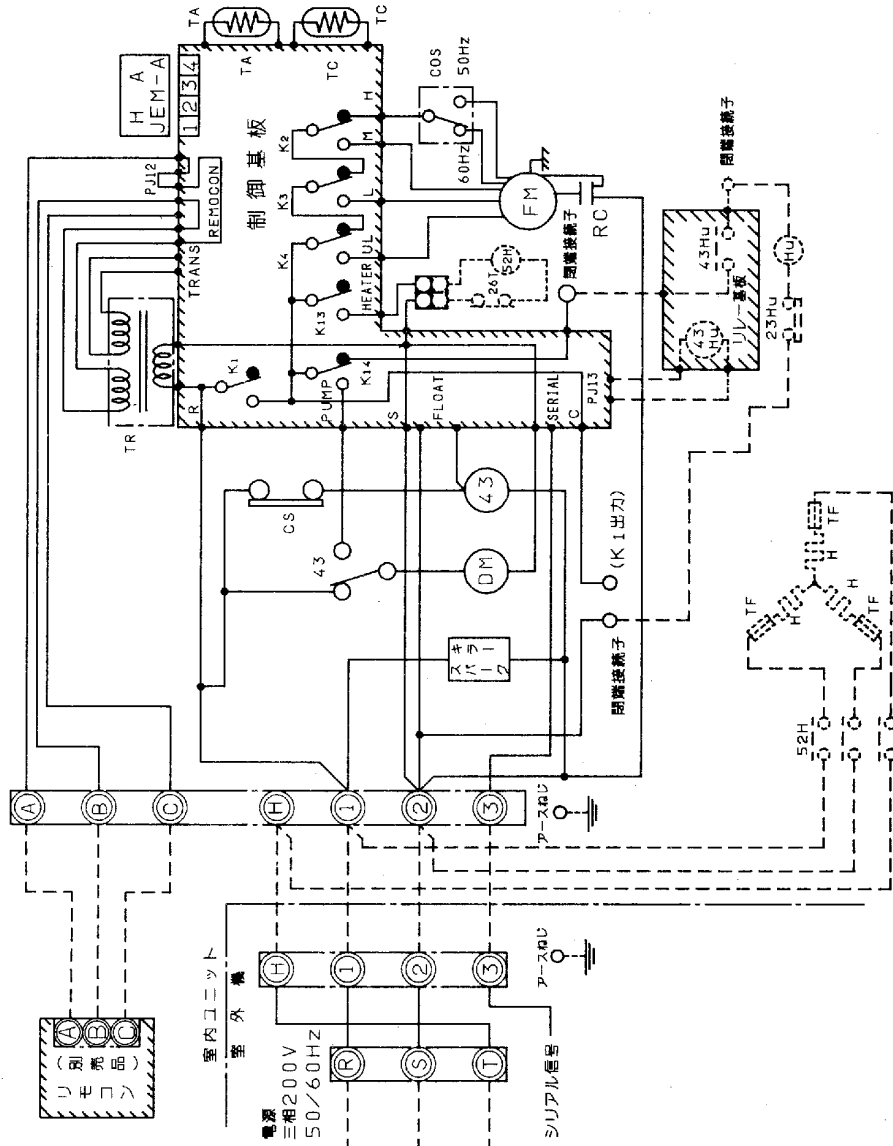 TA
TC
H A
JEM-A
1 2 3 4
TA
TC
PJ12
REMOCON
TRANS
制御基板
K2
K3
K4
K13
K14
K1
H
M
L
UL
HEATER
COS
50Hz
60Hz
FM
RC
閉端接続子
26T
52H
閉端接続子
43Hu
リレー基板
43
Hu
Hu
23Hu
TR
R
PUMP
S
FLOAT
SERIAL
C
PJ13
CS
43
43
DM
(K1出力)
閉端接続子
スパークキラー
TF
H
TF
H
TF
H
52H
A
B
C
H
1
2
3
アースねじ
A
B
C
リモコン
(別売品)
室内ユニット
室外機
H
1
2
3
アースねじ
電源
三相200V
50/60Hz
R
S
T
シリアル信号